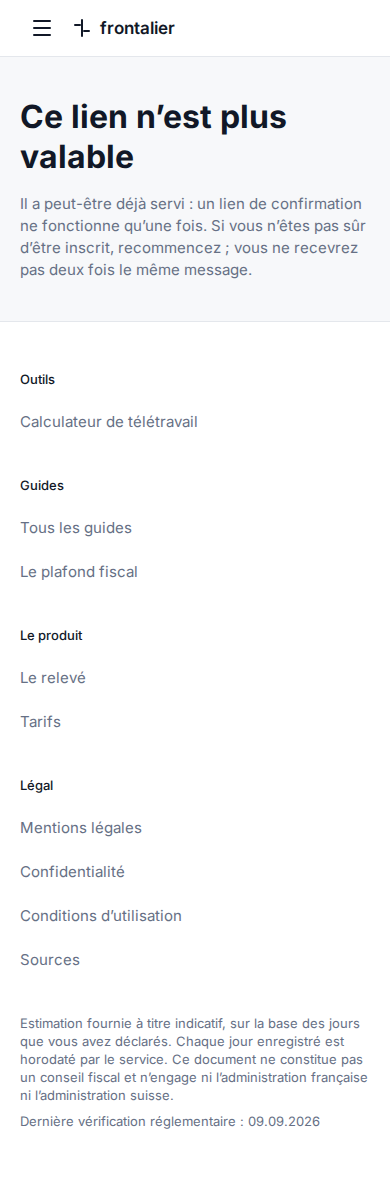 frontalier
Ce lien n’est plus
valable
Il a peut-être déjà servi : un lien de confirmation
ne fonctionne qu’une fois. Si vous n’êtes pas sûr
d’être inscrit, recommencez ; vous ne recevrez
pas deux fois le même message.
Outils
Calculateur de télétravail
Guides
Tous les guides
Le plafond fiscal
Le produit
Le relevé
Tarifs
Légal
Mentions légales
Confidentialité
Conditions d’utilisation
Sources
Estimation fournie à titre indicatif, sur la base des jours
que vous avez déclarés. Chaque jour enregistré est
horodaté par le service. Ce document ne constitue pas
un conseil fiscal et n’engage ni l’administration française
ni l’administration suisse.
Dernière vérification réglementaire : 09.09.2026